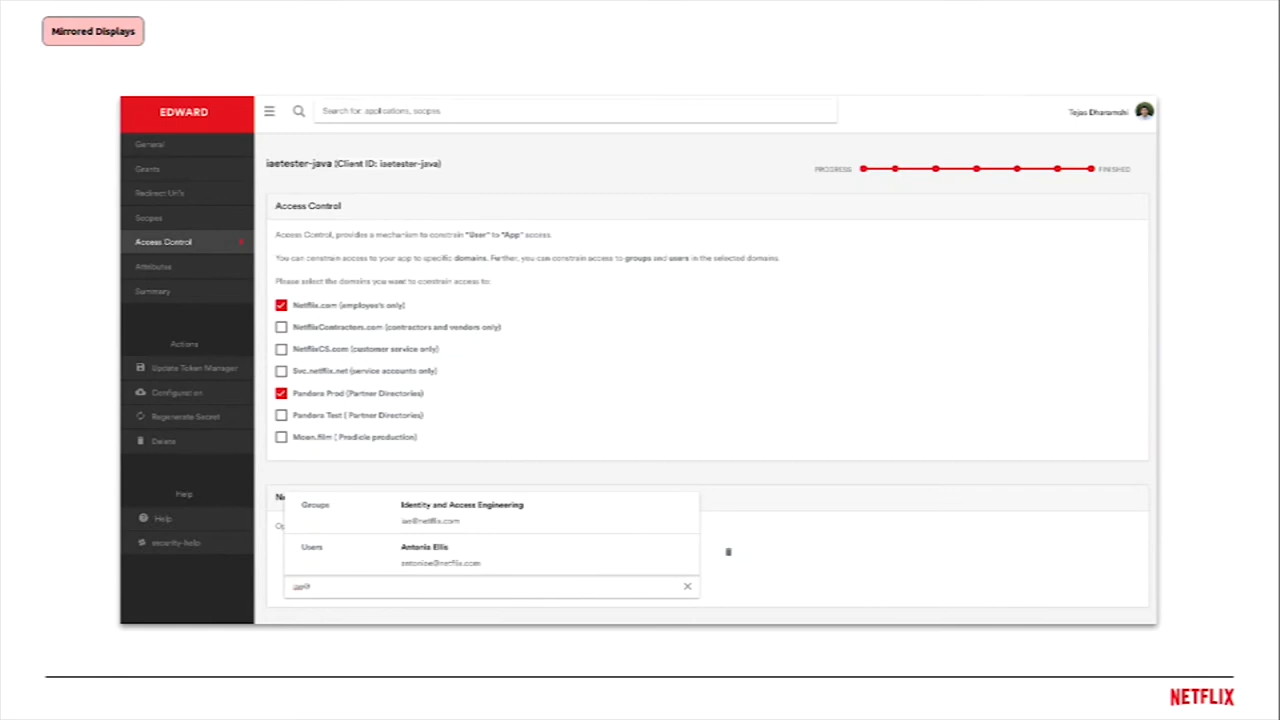 Mirrored Displays
EDWARD
Search for: applications, scopes
Tejas Dharamshi
General
Grants
Redirect Uri's
Scopes
Access Control
Attributes
Summary
Actions
Update Token Manager
Configuration
Regenerate Secret
Delete
Help
Help
security-help
iaetester-java (Client ID: iaetester-java)
PROGRESS
FINISHED
Access Control
Access Control, provides a mechanism to constrain "User" to "App" access.
You can constrain access to your app to specific domains. Further, you can constrain access to groups and users in the selected domains.
Please select the domains you want to constrain access to:
Netflix.com (employee's only)
NetflixContractors.com (contractors and vendors only)
NetflixCS.com (customer service only)
Svc.netflix.net (service accounts only)
Pandora Prod (Partner Directories)
Pandora Test ( Partner Directories)
Moen.film ( Prodicle production)
Groups
Identity and Access Engineering
iae@netflix.com
Users
Antonia Ellis
antoniae@netflix.com
NETFLIX